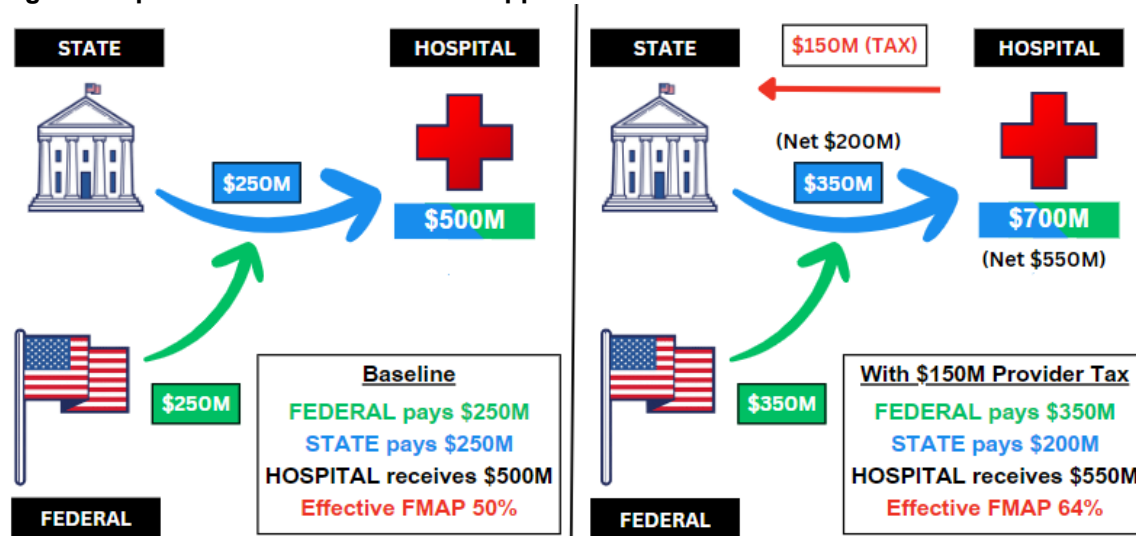 STATE
HOSPITAL
$250M
$500M
$250M
FEDERAL
Baseline
FEDERAL pays $250M
STATE pays $250M
HOSPITAL receives $500M
Effective FMAP 50%
STATE
$150M (TAX)
HOSPITAL
(Net $200M)
$350M
$700M
(Net $550M)
$350M
FEDERAL
With $150M Provider Tax
FEDERAL pays $350M
STATE pays $200M
HOSPITAL receives $550M
Effective FMAP 64%